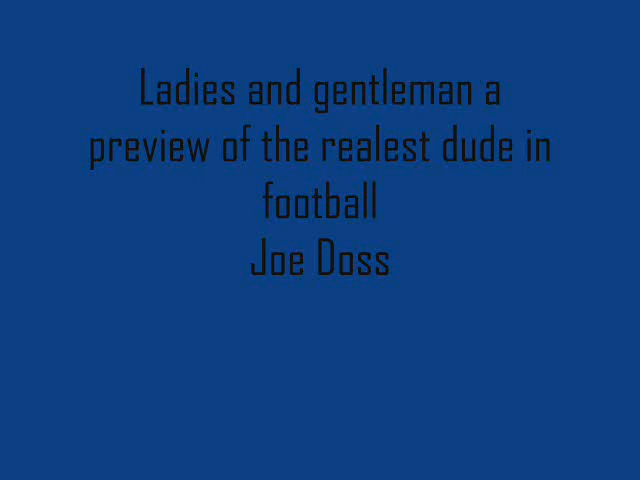 Ladies and gentleman a
preview of the realest dude in
football
Joe Doss